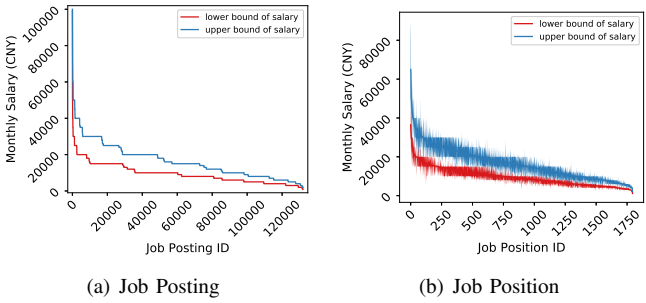 100000
80000
60000
40000
20000
0
Monthly Salary (CNY)
lower bound of salary
upper bound of salary
0
20000
40000
60000
80000
100000
120000
Job Posting ID
(a) Job Posting
80000
60000
40000
20000
0
Monthly Salary (CNY)
lower bound of salary
upper bound of salary
0
250
500
750
1000
1250
1500
1750
Job Position ID
(b) Job Position